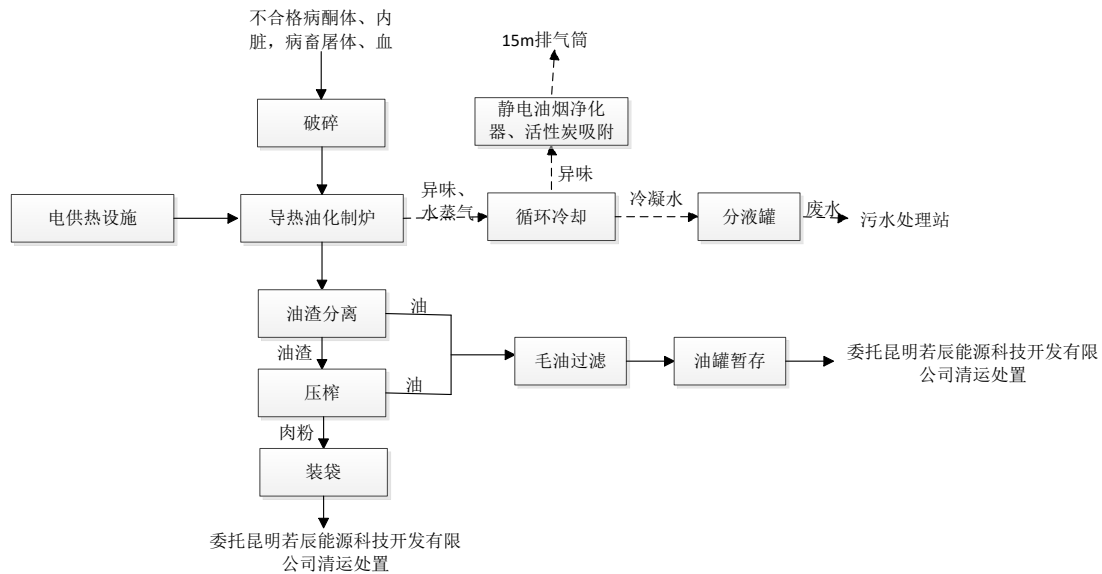 不合格病酮体、内
脏，病畜屠体、血
15m排气筒
破碎
静电油烟净化
器、活性炭吸附
异味
电供热设施
导热油化制炉
异味、
水蒸气
循环冷却
冷凝水
分液罐
废水
污水处理站
油渣分离
油
油渣
毛油过滤
油罐暂存
委托昆明若辰能源科技开发有限
公司清运处置
压榨
油
肉粉
装袋
委托昆明若辰能源科技开发有限
公司清运处置